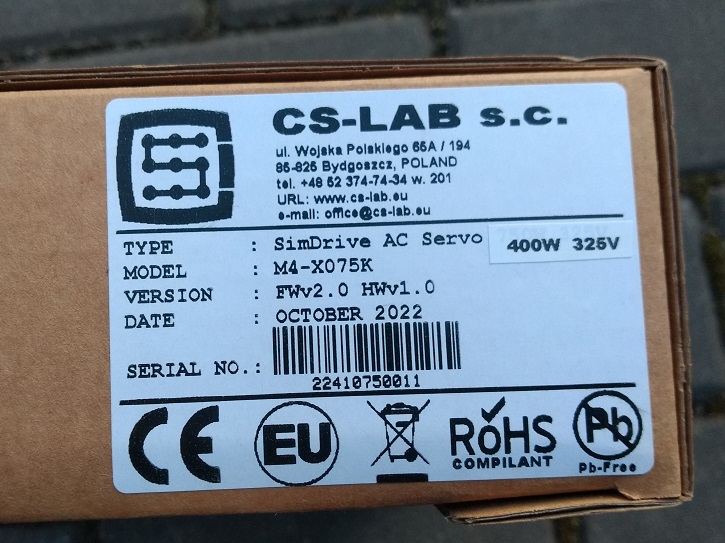 CS-LAB s.c.
ul. Wojska Polskiego 65A / 194
85-825 Bydgoszcz, POLAND
tel. +48 52 374-74-34 w. 201
URL: www.cs-lab.eu
e-mail: office@cs-lab.eu
TYPE : SimDrive AC Servo 400W 325V
MODEL : M4-X075K
VERSION : FWv2.0 HWv1.0
DATE : OCTOBER 2022
SERIAL NO.:
22410750011
CE EU RoHS Pb
COMPILANT Pb-Free